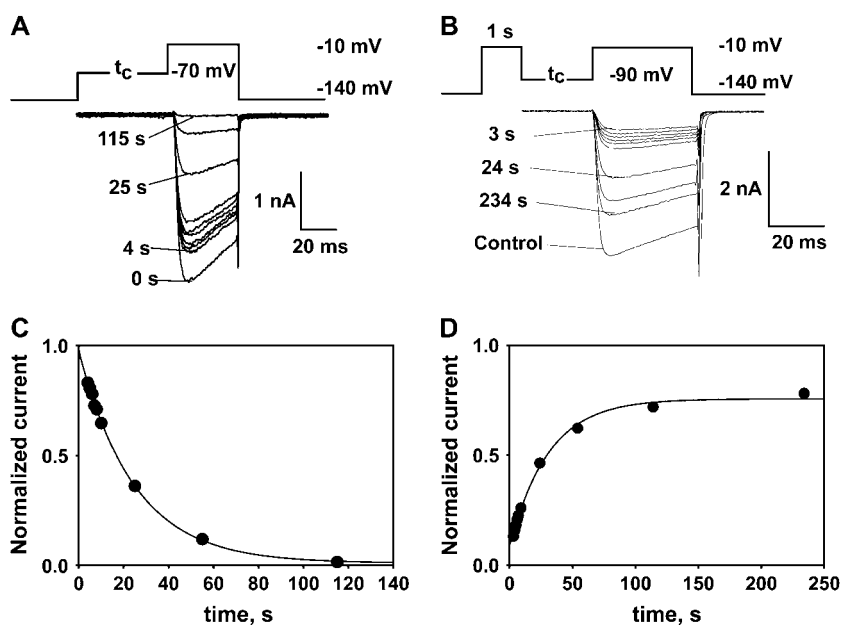 A
t_C
-70 mV
-10 mV
-140 mV
115 s
25 s
4 s
0 s
1 nA
20 ms
B
1 s
t_C
-90 mV
-10 mV
-140 mV
3 s
24 s
234 s
Control
2 nA
20 ms
C
Normalized current
1.0
0.5
0.0
0 20 40 60 80 100 120 140
time, s
D
Normalized current
1.0
0.5
0.0
0 50 100 150 200 250
time, s